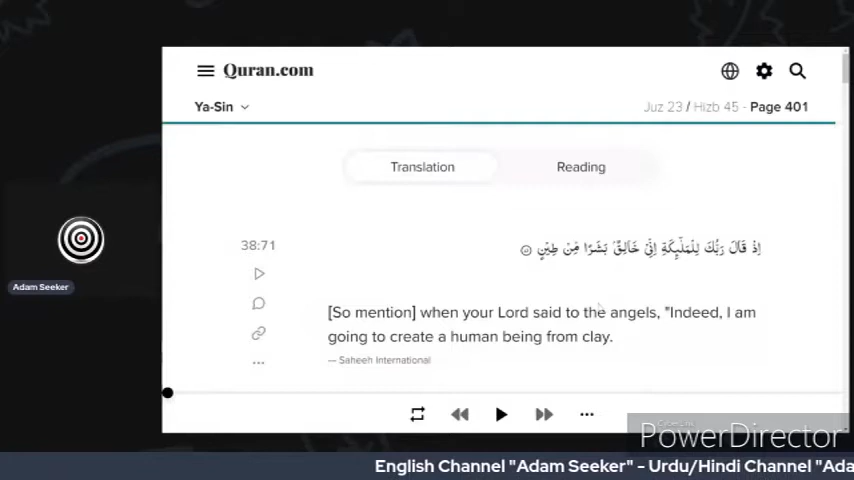 Quran.com
Ya-Sin
Juz 23 / Hizb 45 - Page 401
Translation
Reading
38:71
اِذْ قَالَ رَبُّكَ لِلْمَلٰٓىِٕكَةِ اِنِّیْ خَالِقٌۢ بَشَرًا مِّنْ طِیْنٍ
[So mention] when your Lord said to the angels, "Indeed, I am
going to create a human being from clay.
— Saheeh International
Adam Seeker
PowerDirector
English Channel "Adam Seeker" - Urdu/Hindi Channel "Ada